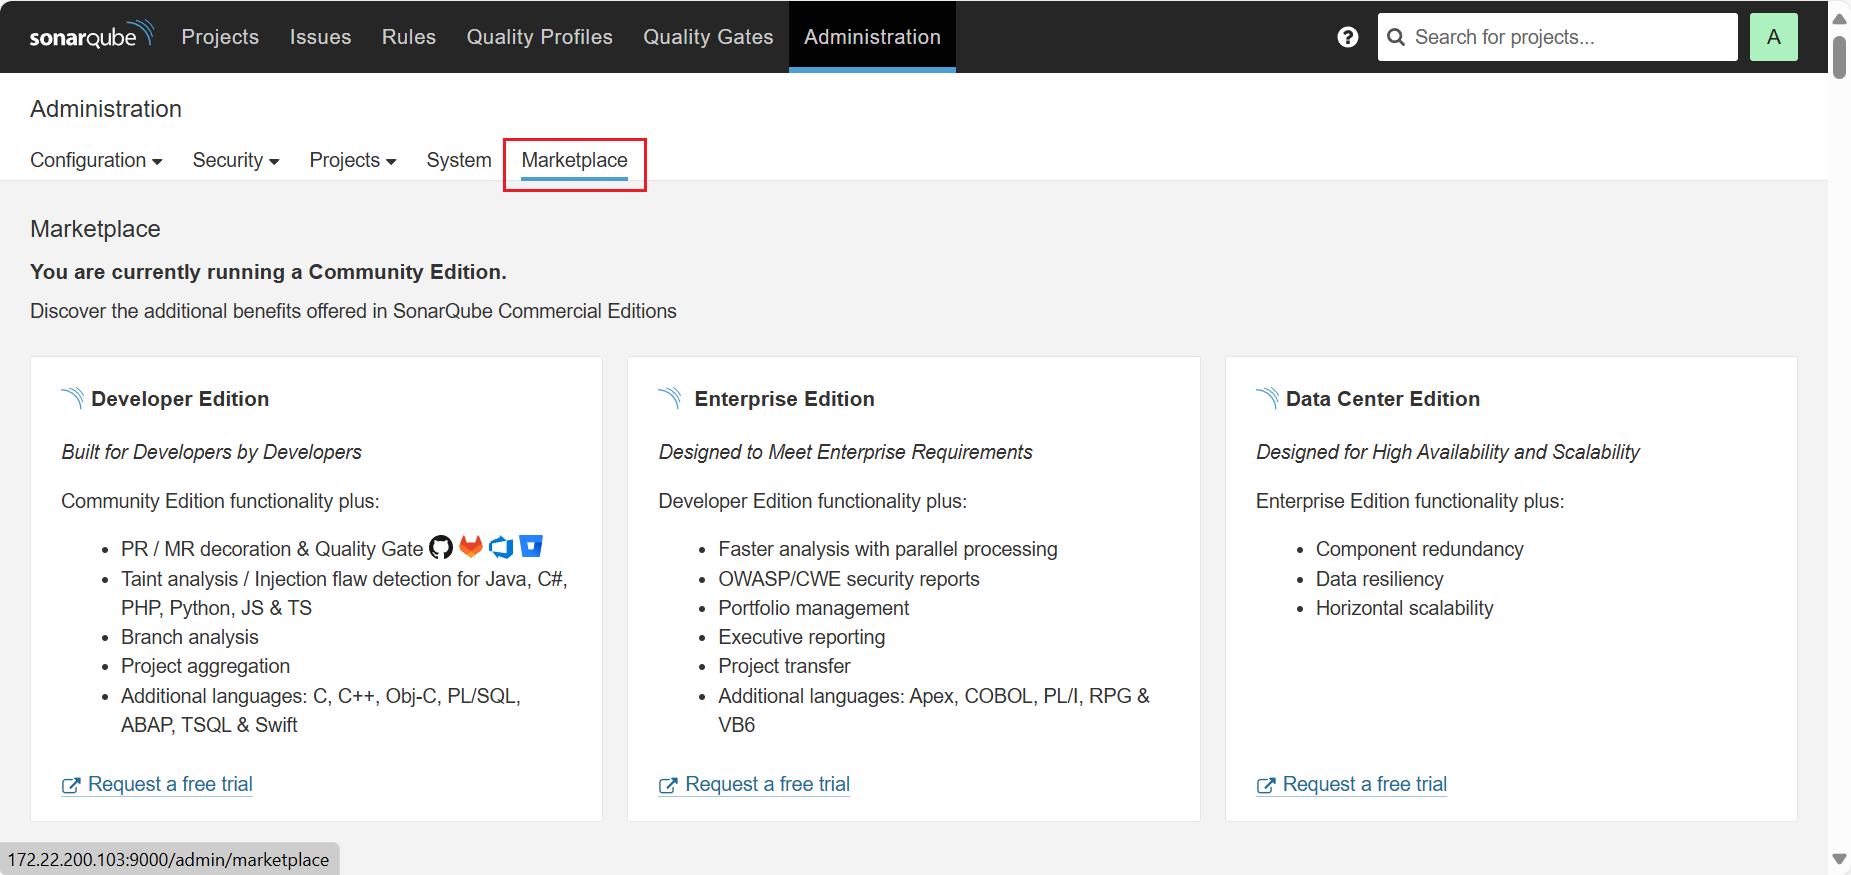 sonarqube Projects Issues Rules Quality Profiles Quality Gates Administration ? Search for projects... A
Administration
Configuration Security Projects System Marketplace
Marketplace
You are currently running a Community Edition.
Discover the additional benefits offered in SonarQube Commercial Editions
Developer Edition
Built for Developers by Developers
Community Edition functionality plus:
• PR / MR decoration & Quality Gate
• Taint analysis / Injection flaw detection for Java, C#,
PHP, Python, JS & TS
• Branch analysis
• Project aggregation
• Additional languages: C, C++, Obj-C, PL/SQL,
ABAP, TSQL & Swift
Request a free trial
Enterprise Edition
Designed to Meet Enterprise Requirements
Developer Edition functionality plus:
• Faster analysis with parallel processing
• OWASP/CWE security reports
• Portfolio management
• Executive reporting
• Project transfer
• Additional languages: Apex, COBOL, PL/I, RPG &
VB6
Request a free trial
Data Center Edition
Designed for High Availability and Scalability
Enterprise Edition functionality plus:
• Component redundancy
• Data resiliency
• Horizontal scalability
Request a free trial
172.22.200.103:9000/admin/marketplace